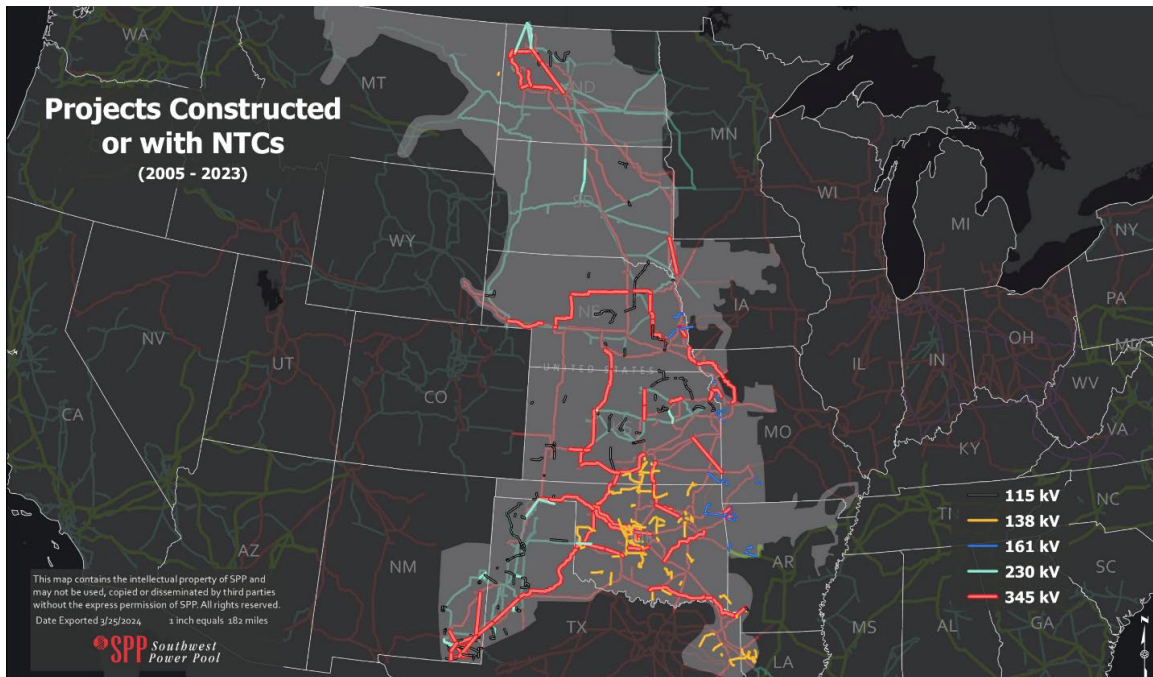 WA
MT
ND
MN
Projects Constructed
or with NTCs
(2005 - 2023)
WI
SD
MI
NY
WY
IA
PA
NE
NV
UT
UNITED STATES
IL
IN
OH
MD
CA
CO
WV
MO
VA
KY
115 kV
NC
138 kV
AZ
NM
161 kV
AR
230 kV
SC
345 kV
This map contains the intellectual property of SPP and
may not be used, copied or disseminated by third parties
without the express permission of SPP. All rights reserved.
Date Exported 3/25/2024 1 inch equals 182 miles
TX
MS
AL
GA
SPP Southwest
Power Pool
LA
N